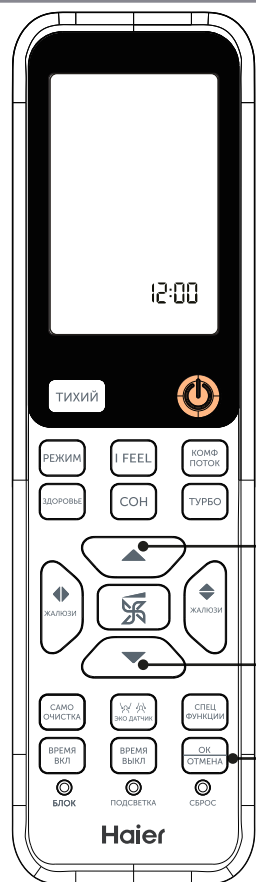 12:00
ТИХИЙ
РЕЖИМ
I FEEL
КОМФ
ПОТОК
ЗДОРОВЬЕ
СОН
ТУРБО
ЖАЛЮЗИ
ЖАЛЮЗИ
САМО
ОЧИСТКА
ЭКО ДАТЧИК
СПЕЦ
ФУНКЦИИ
ВРЕМЯ
ВКЛ
ВРЕМЯ
ВЫКЛ
ОК
ОТМЕНА
БЛОК
ПОДСВЕТКА
СБРОС
Haier